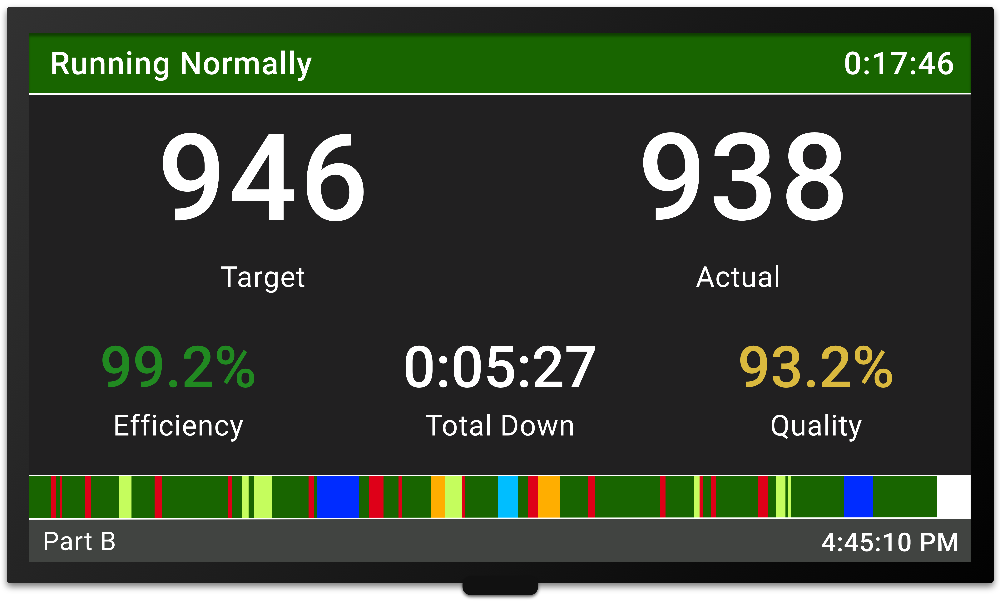 Running Normally 0:17:46
946 938
Target Actual
99.2% 0:05:27 93.2%
Efficiency Total Down Quality
Part B 4:45:10 PM